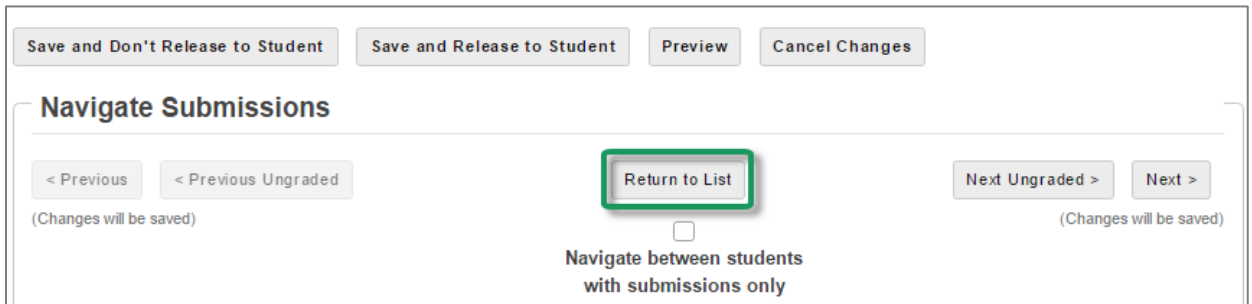 Save and Don't Release to Student Save and Release to Student Preview Cancel Changes
Navigate Submissions
< Previous < Previous Ungraded Return to List Next Ungraded > Next >
(Changes will be saved) (Changes will be saved)
Navigate between students
with submissions only